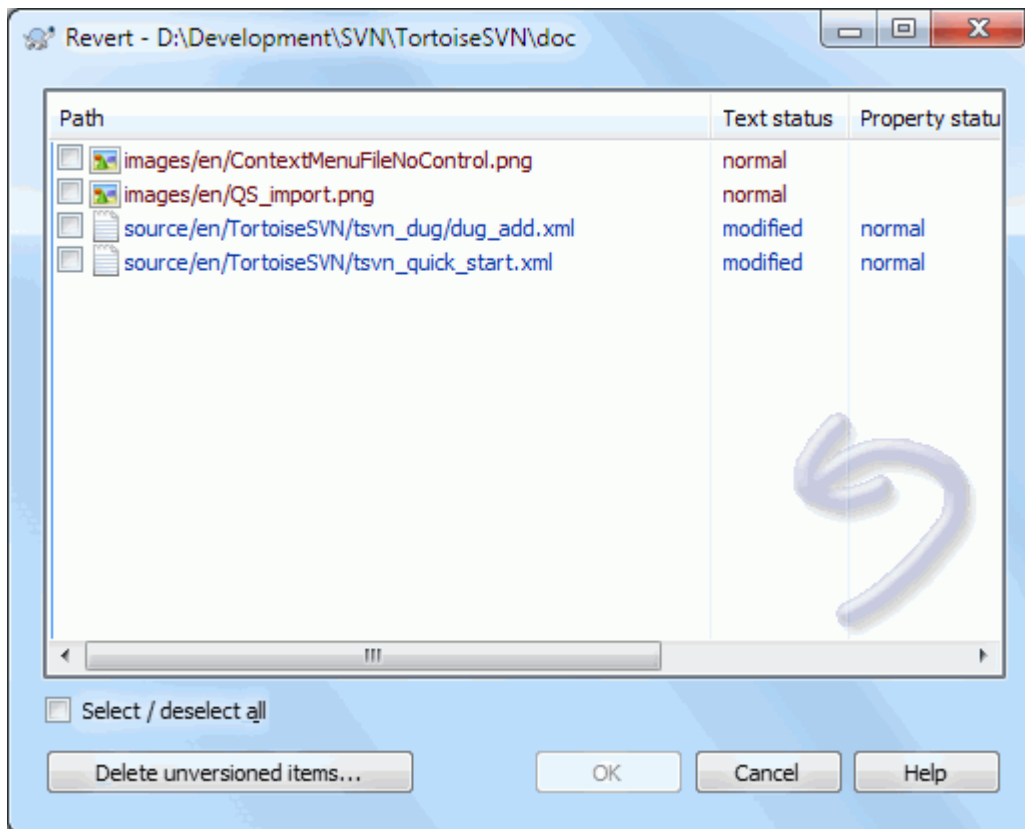 Revert - D:\Development\SVN\TortoiseSVN\doc
Path Text status Property statu
images/en/ContextMenuFileNoControl.png normal
images/en/QS_import.png normal
source/en/TortoiseSVN/tsvn_dug/dug_add.xml modified normal
source/en/TortoiseSVN/tsvn_quick_start.xml modified normal
Select / deselect all
Delete unversioned items... OK Cancel Help